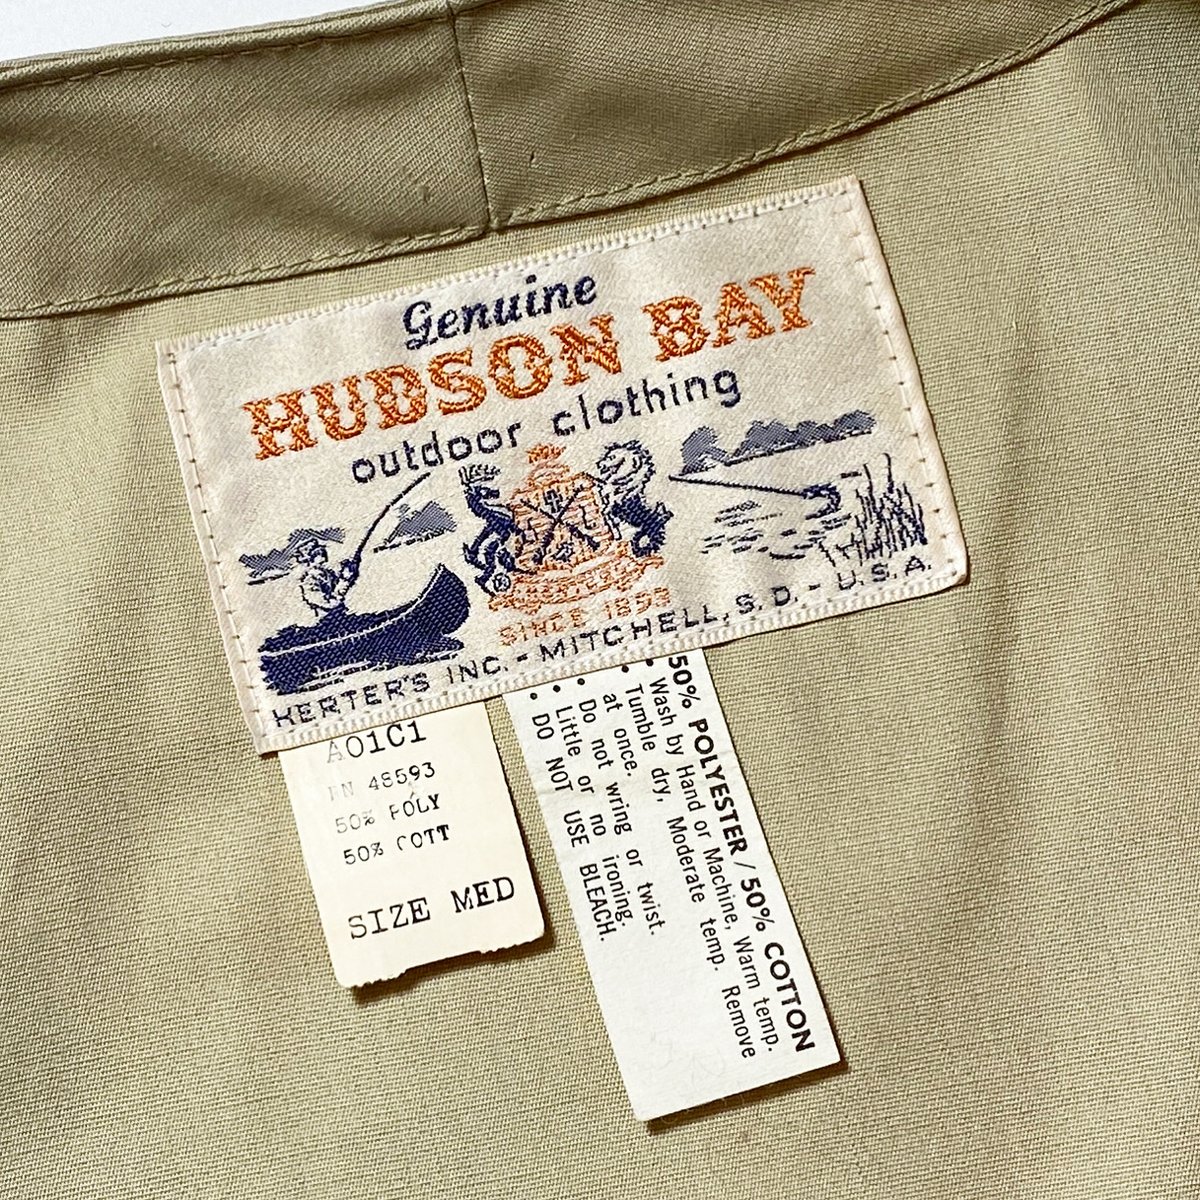 Genuine
HUDSON BAY
outdoor clothing
SINCE 1893
HERTER'S INC. - MITCHELL, S.D. - U.S.A.
A01C1
RN 48593
50% POLY
50% COTT
SIZE MED
50% POLYESTER / 50% COTTON
• Wash by Hand or Machine, Warm temp.
• Tumble dry, Moderate temp. Remove
at once.
• Do not wring or twist.
• Little or no ironing.
• DO NOT USE BLEACH.